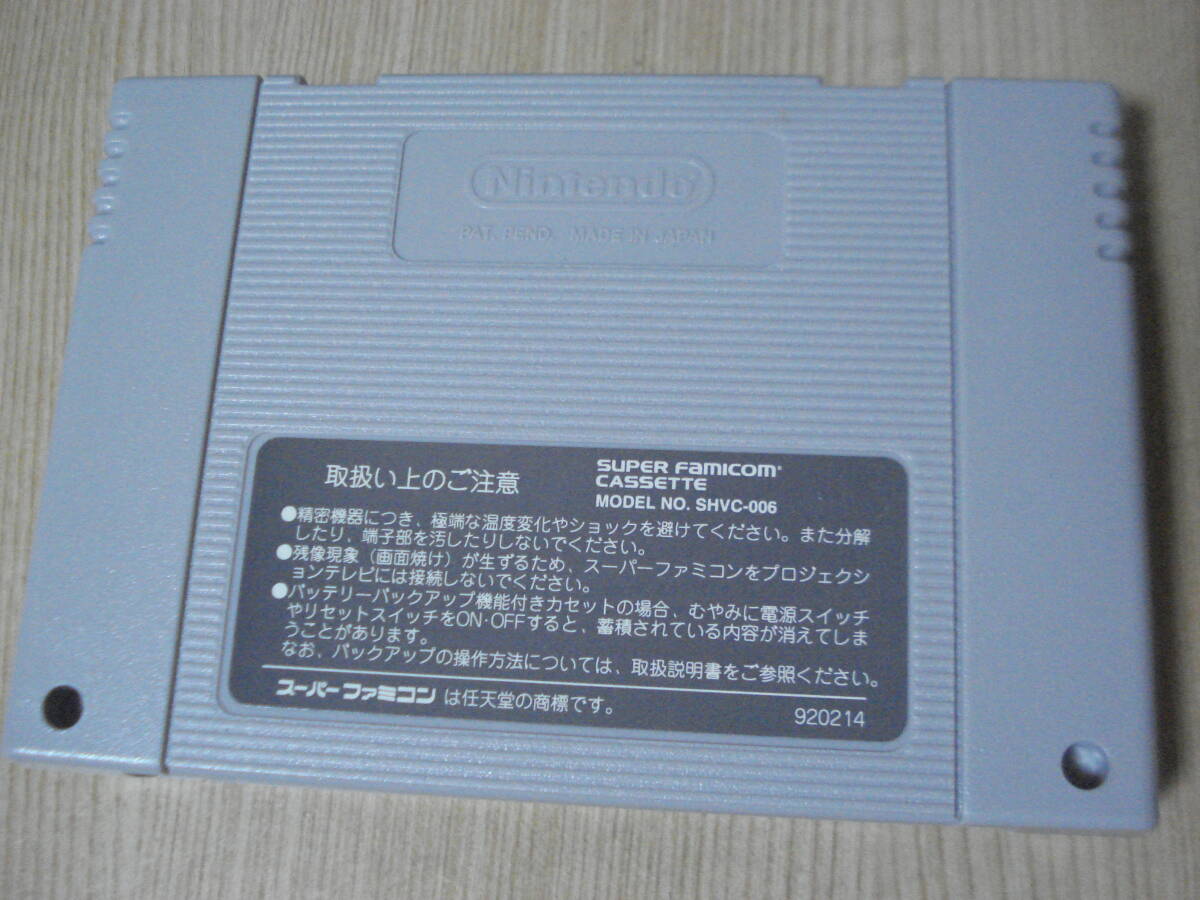 Nintendo
PAT. PEND. MADE IN JAPAN
取扱い上のご注意
SUPER FAMICOM
CASSETTE
MODEL NO. SHVC-006
●精密機器につき、極端な温度変化やショックを避けてください。また分解
したり、端子部を汚したりしないでください。
●残像現象（画面焼け）が生ずるため、スーパーファミコンをプロジェクシ
ョンテレビには接続しないでください。
●バッテリーバックアップ機能付きカセットの場合、むやみに電源スイッチ
やリセットスイッチをON・OFFすると、蓄積されている内容が消えてしま
うことがあります。
なお、バックアップの操作方法については、取扱説明書をご参照ください。
スーパーファミコン は任天堂の商標です。
920214